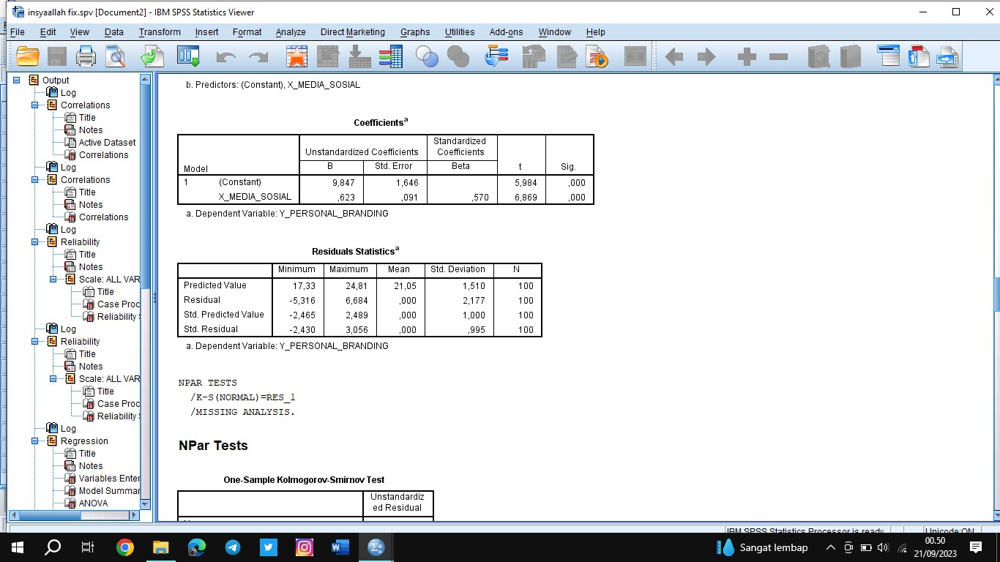 insyaallah fix.spv [Document2] - IBM SPSS Statistics Viewer
File Edit View Data Transform Insert Format Analyze Direct Marketing Graphs Utilities Add-ons Window Help
Output
Log
Correlations
Title
Notes
Active Dataset
Correlations
Log
Correlations
Title
Notes
Correlations
Log
Reliability
Title
Notes
Scale: ALL VAR
Title
Case Proc
Reliability
Log
Reliability
Title
Notes
Scale: ALL VAR
Title
Case Proc
Reliability
Log
Regression
Title
Notes
Variables Enter
Model Summar
ANOVA
b. Predictors: (Constant), X_MEDIA_SOSIAL
Coefficientsa
Model Unstandardized Coefficients Standardized Coefficients t Sig.
B Std. Error Beta
1 (Constant) 9,847 1,646 5,984 ,000
X_MEDIA_SOSIAL ,623 ,091 ,570 6,869 ,000
a. Dependent Variable: Y_PERSONAL_BRANDING
Residuals Statisticsa
Minimum Maximum Mean Std. Deviation N
Predicted Value 17,33 24,81 21,05 1,510 100
Residual -5,316 6,684 ,000 2,177 100
Std. Predicted Value -2,465 2,489 ,000 1,000 100
Std. Residual -2,430 3,056 ,000 ,995 100
a. Dependent Variable: Y_PERSONAL_BRANDING
NPAR TESTS
/K-S(NORMAL)=RES_1
/MISSING ANALYSIS.
NPar Tests
One-Sample Kolmogorov-Smirnov Test
Unstandardiz
ed Residual
IBM SPSS Statistics Processor is ready
Unicode:ON
Sangat lembap
00.50
21/09/2023